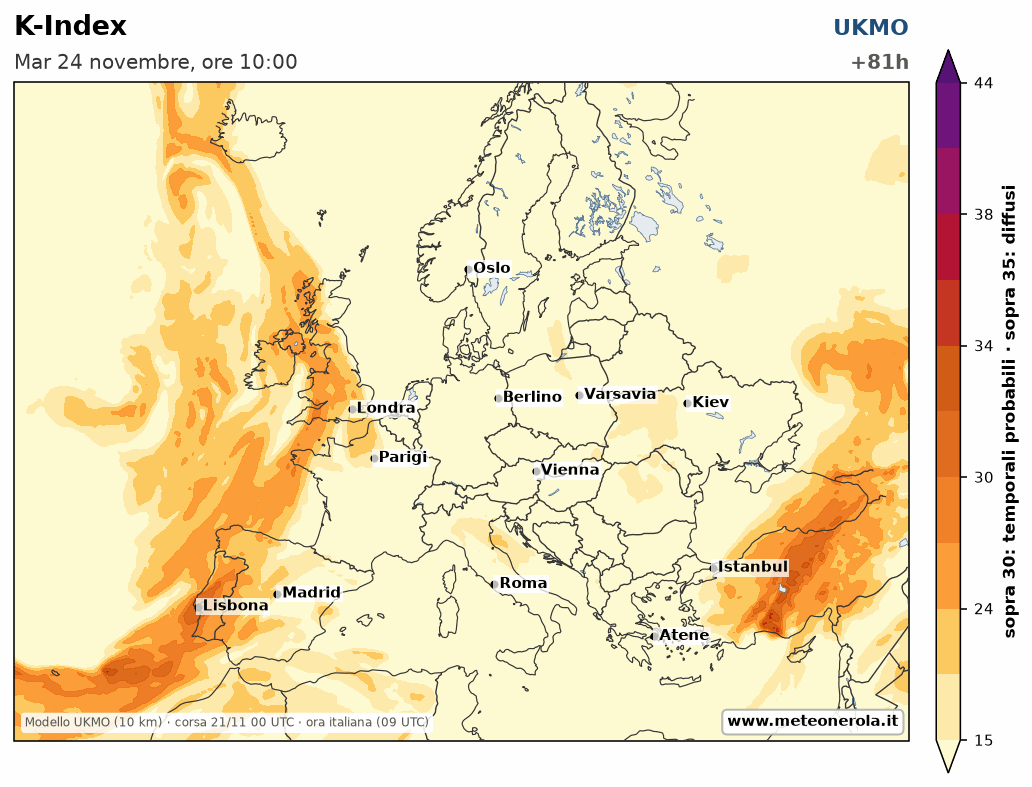 K-Index
UKMO
Mar 24 novembre, ore 10:00
+81h
44
38
34
30
24
15
sopra 30: temporali probabili · sopra 35: diffusi
Oslo
Berlino
Varsavia
Kiev
Londra
Parigi
Vienna
Istanbul
Roma
Madrid
Lisbona
Atene
Modello UKMO (10 km) · corsa 21/11 00 UTC · ora italiana (09 UTC)
www.meteonerola.it